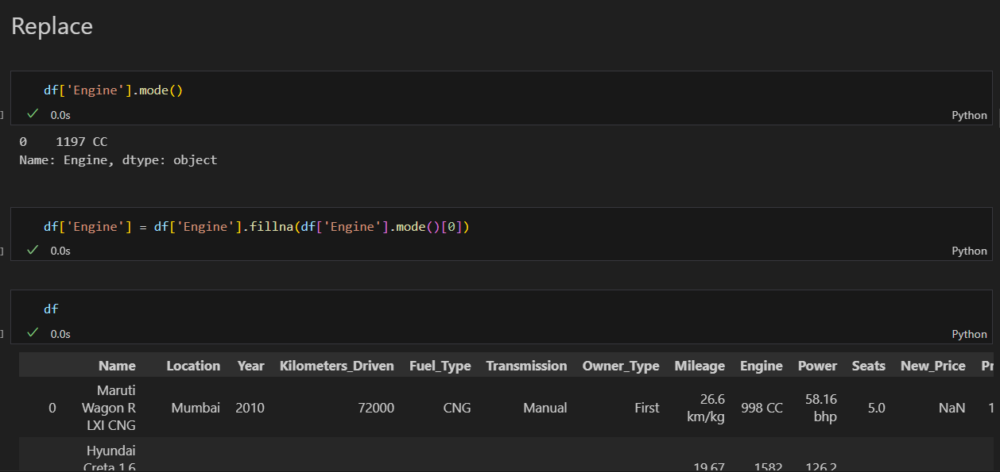 Replace
df['Engine'].mode()
0.0s
Python
0    1197 CC
Name: Engine, dtype: object
df['Engine'] = df['Engine'].fillna(df['Engine'].mode()[0])
0.0s
Python
df
0.0s
Python
Name Location Year Kilometers_Driven Fuel_Type Transmission Owner_Type Mileage Engine Power Seats New_Price
0 Maruti Wagon R LXI CNG Mumbai 2010 72000 CNG Manual First 26.6 km/kg 998 CC 58.16 bhp 5.0 NaN 1
Hyundai
Creta 1.6 19.67 1582 126.2